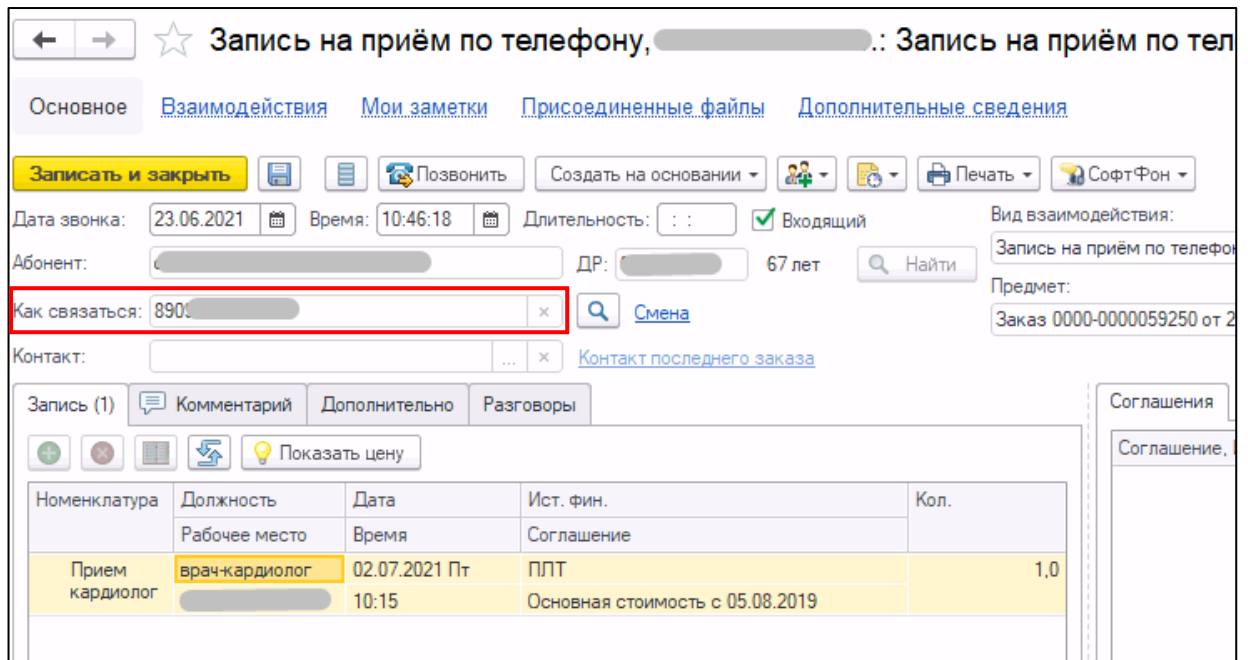 Запись на приём по телефону, .: Запись на приём по тел
Основное Взаимодействия Мои заметки Присоединенные файлы Дополнительные сведения
Записать и закрыть Позвонить Создать на основании Печать СофтФон
Дата звонка: 23.06.2021 Время: 10:46:18 Длительность: : : Входящий Вид взаимодействия:
Запись на приём по телефо
Абонент: ДР: 67 лет Найти
Предмет:
Как связаться: 890 Смена Заказ 0000-0000059250 от 2
Контакт: ... × Контакт последнего заказа
Запись (1) Комментарий Дополнительно Разговоры Соглашения
Показать цену Соглашение,
Номенклатура Должность Дата Ист. фин. Кол.
Рабочее место Время Соглашение
Прием врач-кардиолог 02.07.2021 Пт ППТ 1,0
кардиолог 10:15 Основная стоимость с 05.08.2019